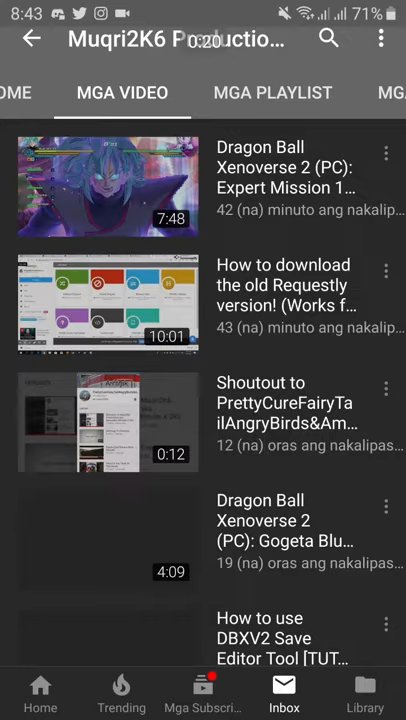 8:43
71%
Muqri2K6 Productio...
0:20
OME
MGA VIDEO
MGA PLAYLIST
MG
Dragon Ball
Xenoverse 2 (PC):
Expert Mission 1...
42 (na) minuto ang nakalip...
7:48
How to download
the old Requestly
version! (Works f...
43 (na) minuto ang nakalip...
10:01
Shoutout to
PrettyCureFairyTa
ilAngryBirds&Am...
12 (na) oras ang nakalipas...
0:12
Dragon Ball
Xenoverse 2
(PC): Gogeta Blu...
19 (na) oras ang nakalipas...
4:09
How to use
DBXV2 Save
Editor Tool [TUT...
Home
Trending
Mga Subscri...
Inbox
Library